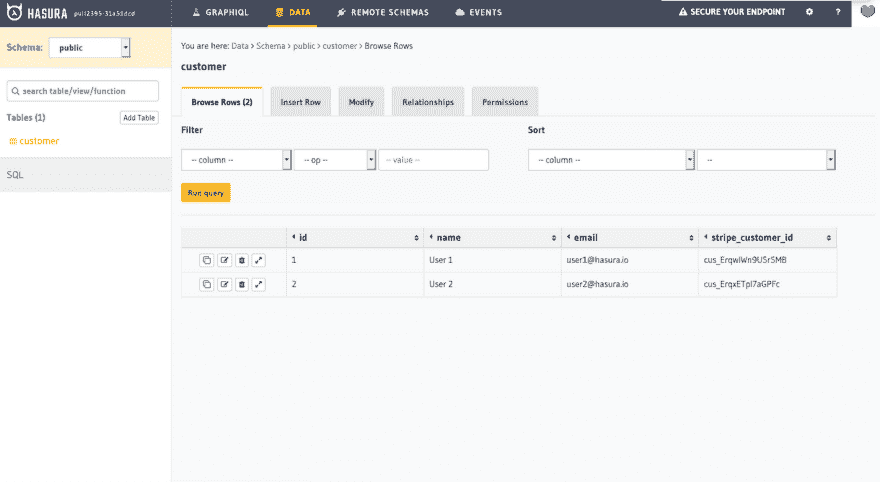 HASURA pull2395-31a51dcd GRAPHIQL DATA REMOTE SCHEMAS EVENTS SECURE YOUR ENDPOINT ?
Schema: public
You are here: Data > Schema > public > customer > Browse Rows
customer
search table/view/function
Browse Rows (2) Insert Row Modify Relationships Permissions
Tables (1) Add Table
customer
Filter Sort
-- column -- -- op -- -- value -- -- column -- --
SQL
Run query
id name email stripe_customer_id
1 User 1 user1@hasura.io
2 User 2 user2@hasura.io cus_ErqxETpI7aGPFc